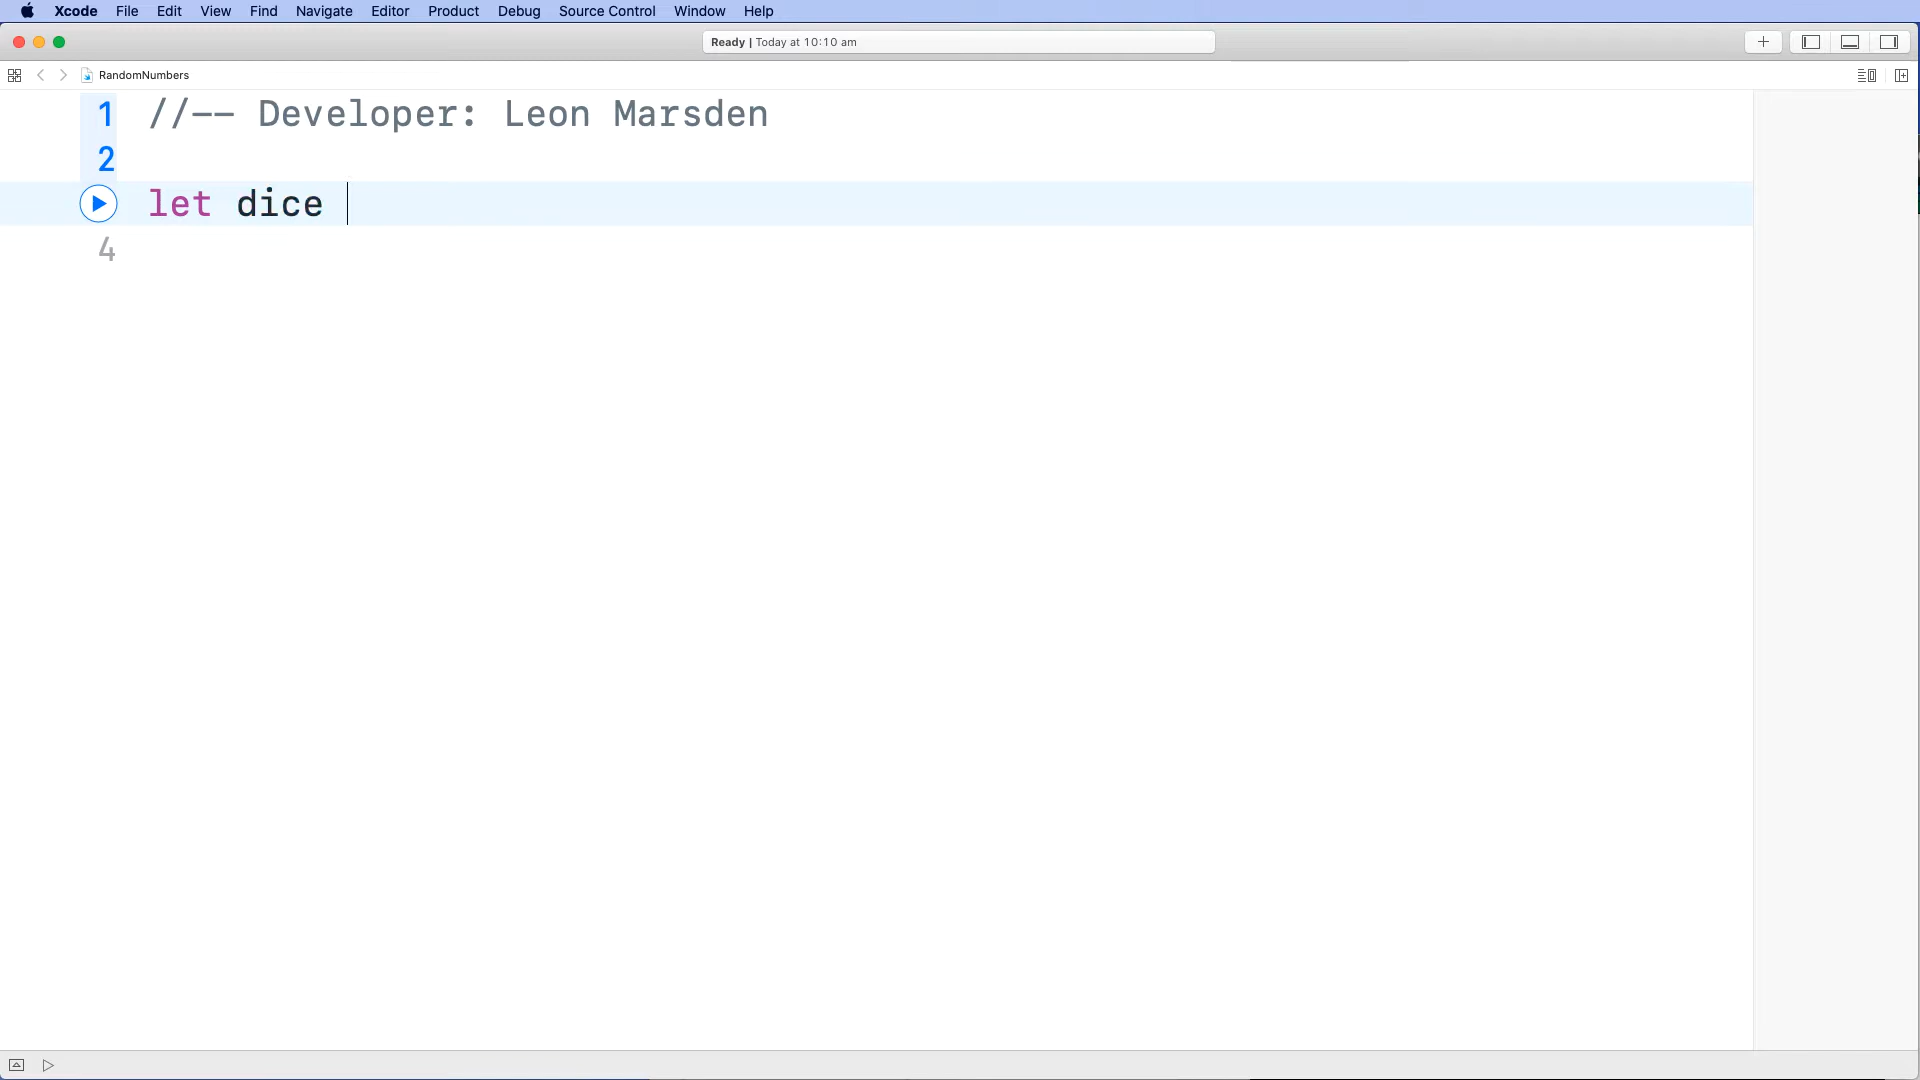 Xcode File Edit View Find Navigate Editor Product Debug Source Control Window Help
Ready | Today at 10:10 am
RandomNumbers
1 //-- Developer: Leon Marsden
2
let dice
4